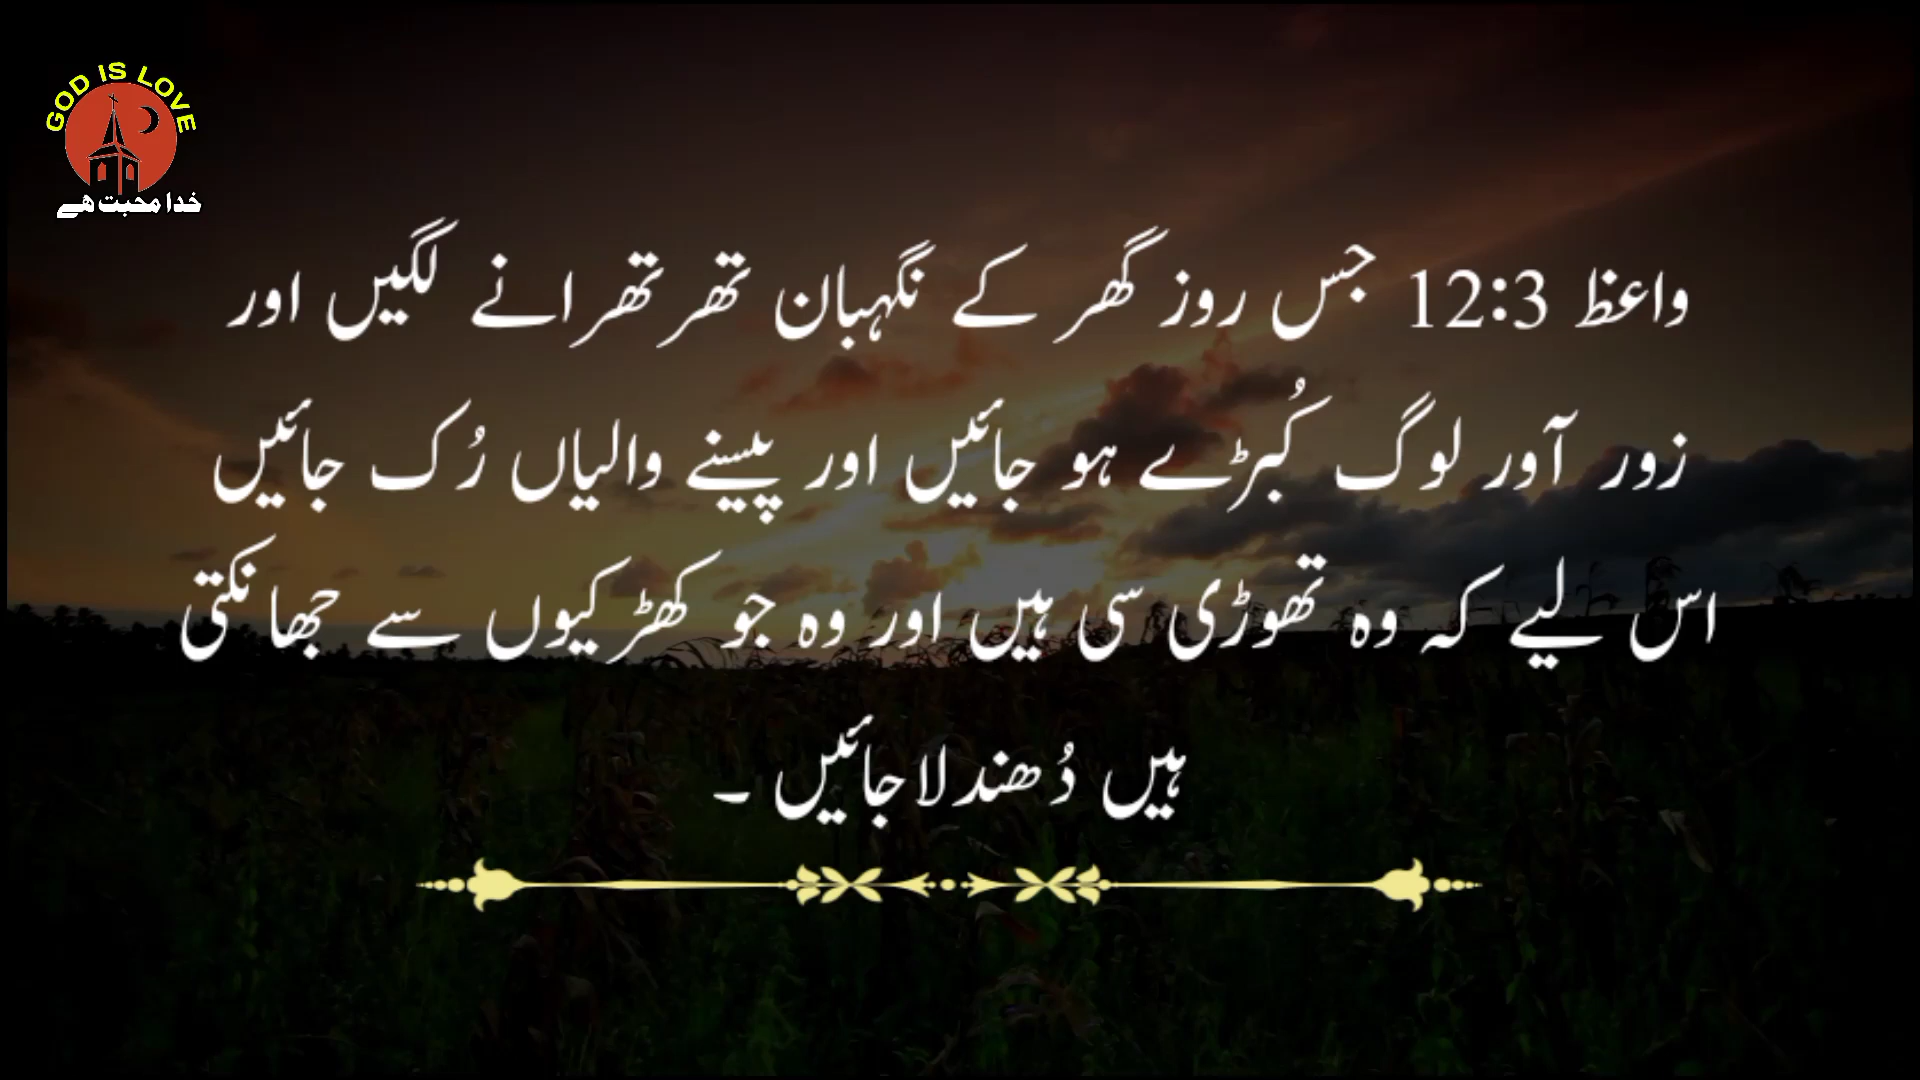 GOD IS LOVE
خدا محبت ھے
واعظ 12:3 جس روز گھر کے نگہبان تھر تھرانے لگیں اور
زور آور لوگ کُبڑے ہو جائیں اور پیسنے والیاں رُک جائیں
اس لیے کہ وہ تھوڑی سی ہیں اور وہ جو کھڑکیوں سے جھانکتی
ہیں دُھندلا جائیں ۔